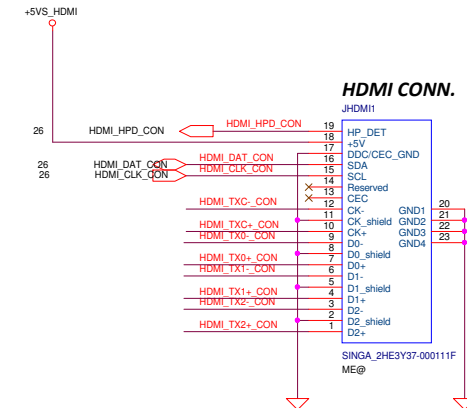 +5VS_HDMI
HDMI CONN.
JHDMI1
26 HDMI_HPD_CON HDMI_HPD_CON 19 HP_DET
18 +5V
17 DDC/CEC_GND
26 HDMI_DAT_CON HDMI_DAT_CON 16 SDA
26 HDMI_CLK_CON HDMI_CLK_CON 15 SCL
14 Reserved
13 CEC
HDMI_TXC-_CON 12 CK- GND1 20
11 CK_shield GND2 21
HDMI_TXC+_CON 10 CK+ GND3 22
HDMI_TX0-_CON 9 D0- GND4 23
8 D0_shield
HDMI_TX0+_CON 7 D0+
HDMI_TX1-_CON 6 D1-
5 D1_shield
HDMI_TX1+_CON 4 D1+
HDMI_TX2-_CON 3 D2-
2 D2_shield
HDMI_TX2+_CON 1 D2+
SINGA_2HE3Y37-000111F
ME@